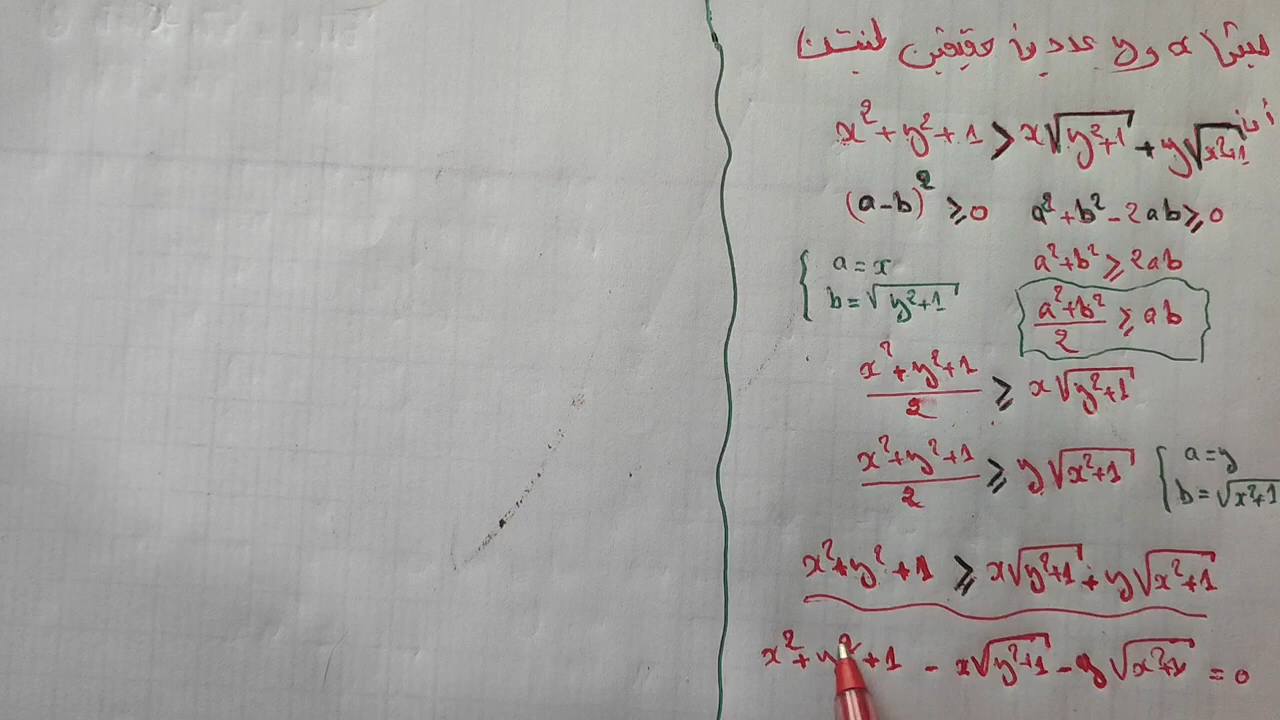 ليكن x و y عددين حقيقيين لنثبت
أن x² + y² + 1 > x√(y²+1) + y√(x²+1)
(a-b)² ⩾ 0 a² + b² - 2ab ⩾ 0
a² + b² ⩾ 2ab
{ a = x
b = √(y²+1)
(a² + b²)/2 ⩾ ab
(x² + y² + 1)/2 ⩾ x√(y²+1)
(x² + y² + 1)/2 ⩾ y√(x²+1) { a = y
b = √(x²+1)
x² + y² + 1 ⩾ x√(y²+1) + y√(x²+1)
x² + y² + 1 - x√(y²+1) - y√(x²+1) = 0